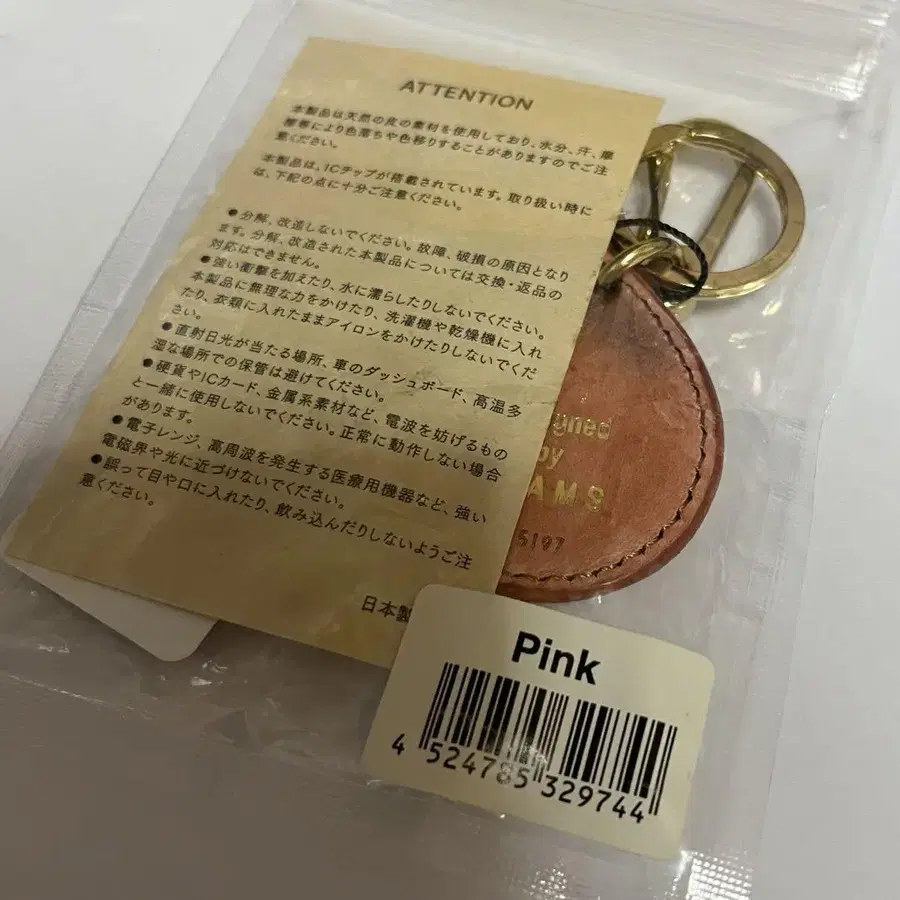 ATTENTION
本製品は天然の皮の素材を使用しており、水分、汗、摩
擦等により色落ちや色移りすることがありますのでご注
意ください。
本製品は、ICチップが搭載されています。取り扱い時に
は、下記の点に十分ご注意ください。
●分解、改造しないでください。故障、破損の原因となり
ます。分解、改造された本製品については交換・返品の
対応はできません。
●強い衝撃を加えたり、水に濡らしたりしないでください。
本製品に無理な力をかけたり、洗濯機や乾燥機に入れ
たり、衣類に入れたままアイロンをかけたりしないでくだ
さい。
●直射日光が当たる場所、車のダッシュボード、高温多
湿な場所での保管は避けてください。
●硬貨やICカード、金属系素材など、電波を妨げるもの
と一緒に使用しないでください。正常に動作しない場合
があります。
●電子レンジ、高周波を発生する医療用機器など、強い
電磁界や光に近づけないでください。
●誤って目や口に入れたり、飲み込んだりしないようご注
意ください。
日本製
igned
by
AMS
5197
Pink
4 524785 329744